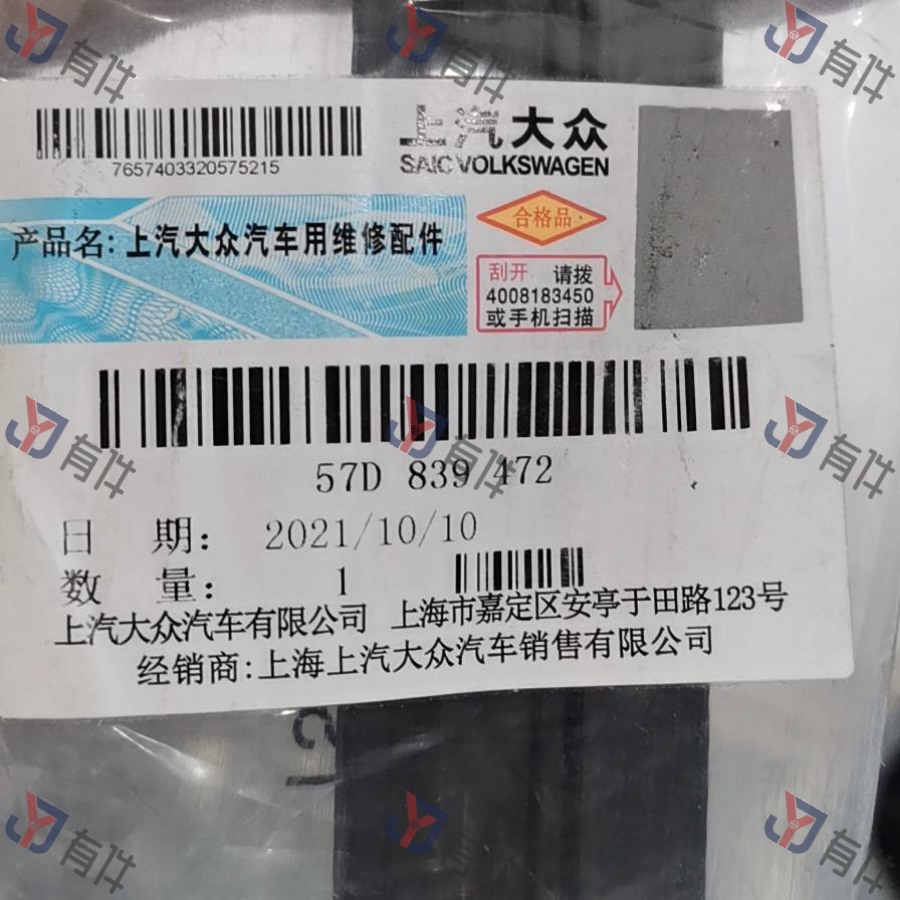 7657403320575215
上汽大众
SAIC VOLKSWAGEN
产品名: 上汽大众汽车用维修配件
合格品
刮开 请拨
4008183450
或手机扫描
57D 839 472
日 期: 2021/10/10
数 量: 1
上汽大众汽车有限公司 上海市嘉定区安亭于田路123号
经销商:上海上汽大众汽车销售有限公司
有件
有件
有件
有件
有件
有件
有件
有件
有件